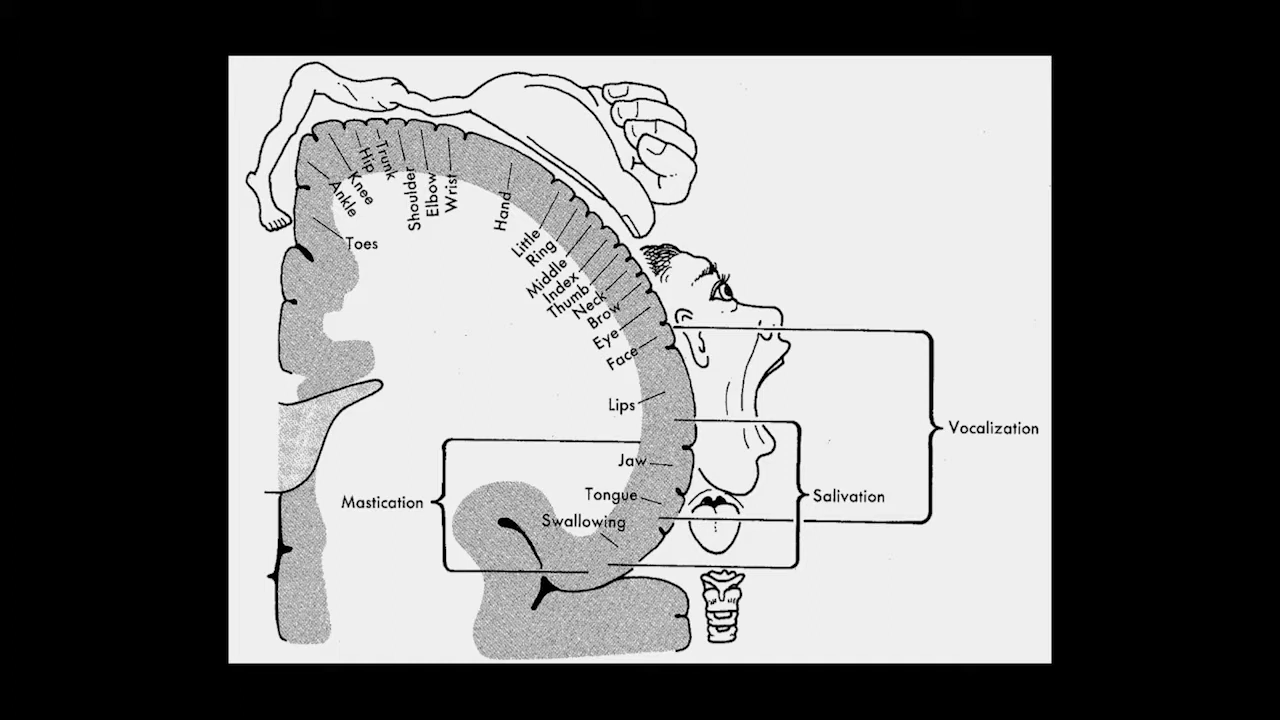 Toes
Ankle
Knee
Hip
Trunk
Shoulder
Elbow
Wrist
Hand
Little
Ring
Middle
Index
Thumb
Neck
Brow
Eye
Face
Lips
Jaw
Tongue
Swallowing
Mastication
Salivation
Vocalization